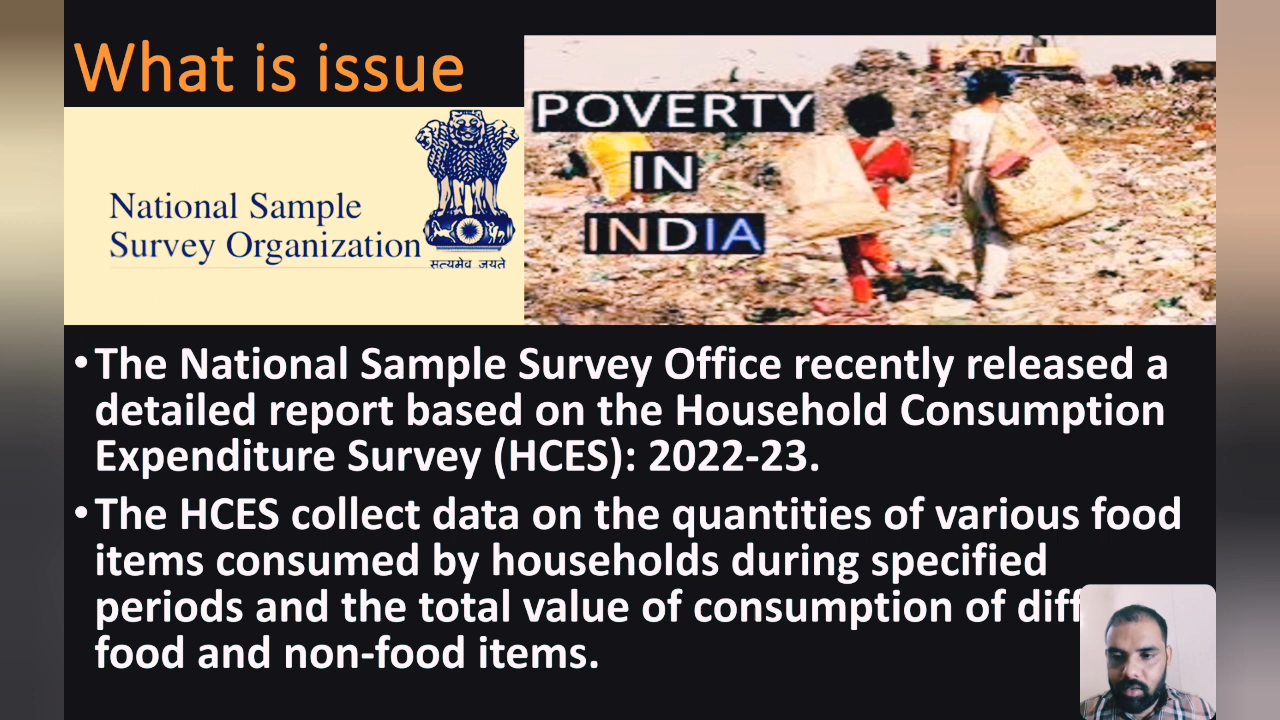 What is issue
National Sample
Survey Organization
सत्यमेव जयते
POVERTY
IN
INDIA
• The National Sample Survey Office recently released a
detailed report based on the Household Consumption
Expenditure Survey (HCES): 2022-23.
• The HCES collect data on the quantities of various food
items consumed by households during specified
periods and the total value of consumption of diff
food and non-food items.